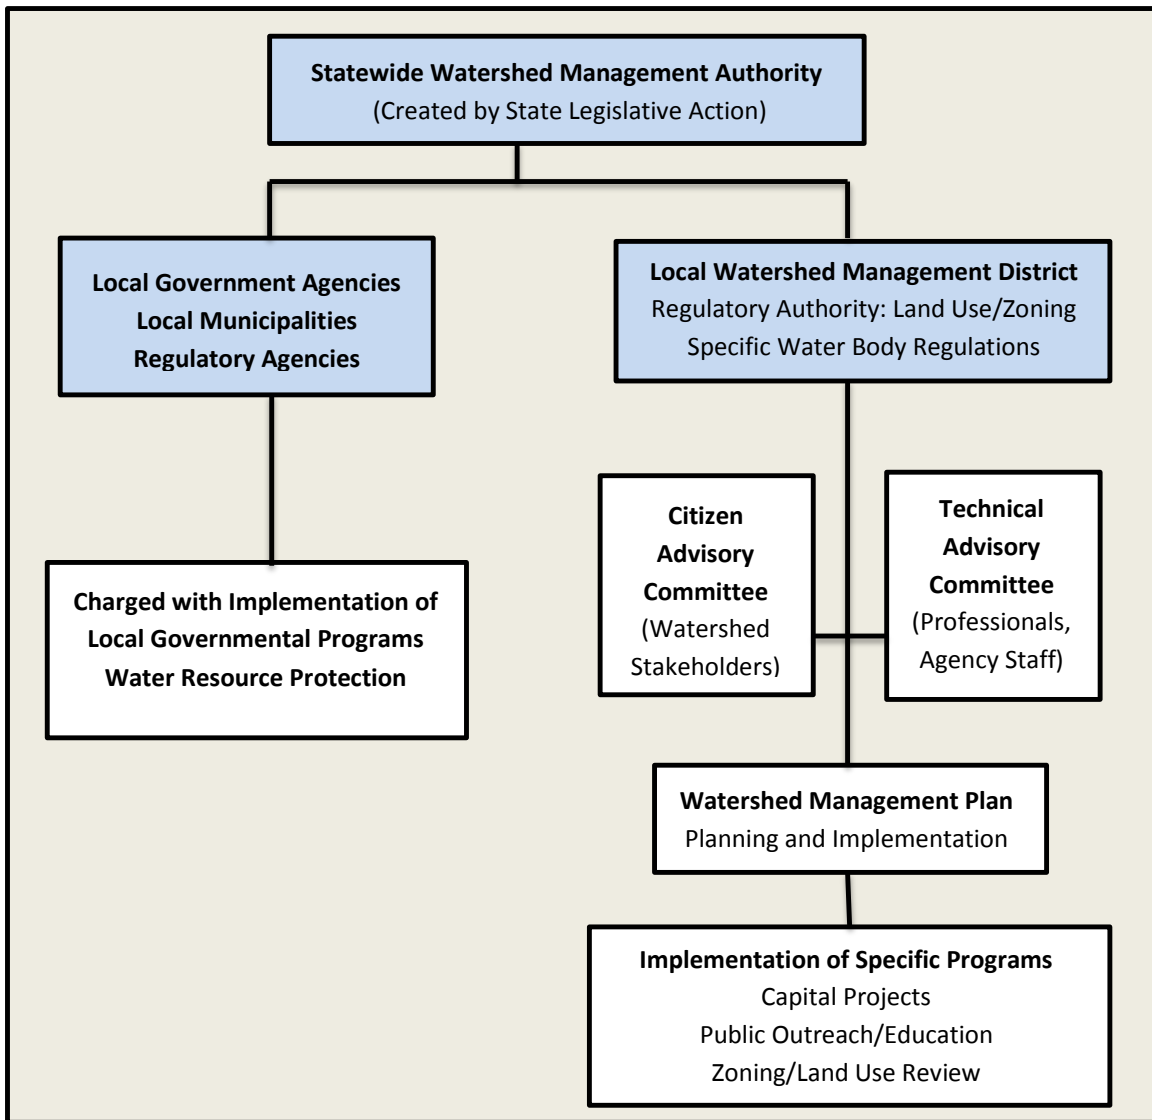 Statewide Watershed Management Authority
(Created by State Legislative Action)
Local Government Agencies
Local Municipalities
Regulatory Agencies
Local Watershed Management District
Regulatory Authority: Land Use/Zoning
Specific Water Body Regulations
Citizen
Advisory
Committee
(Watershed
Stakeholders)
Technical
Advisory
Committee
(Professionals,
Agency Staff)
Charged with Implementation of
Local Governmental Programs
Water Resource Protection
Watershed Management Plan
Planning and Implementation
Implementation of Specific Programs
Capital Projects
Public Outreach/Education
Zoning/Land Use Review